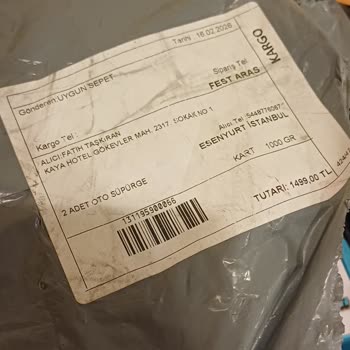 Gönderen:UYGUN SEPET
Tarih : 16.02.2026
Sipariş Tel.
FEST ARAS
KARGO
Kargo Tel :
ALICI:FATİH TAŞKIRAN
KAYA HOTEL GÖKEVLER MAH. 2317. SOKAK NO 1
ESENYURT İSTANBUL
KART 1000 GR
2 ADET OTO SÜPÜRGE
131195900066
TUTARI: 1499,00 TL